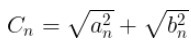 C_n = \sqrt{a_n^2} + \sqrt{b_n^2}